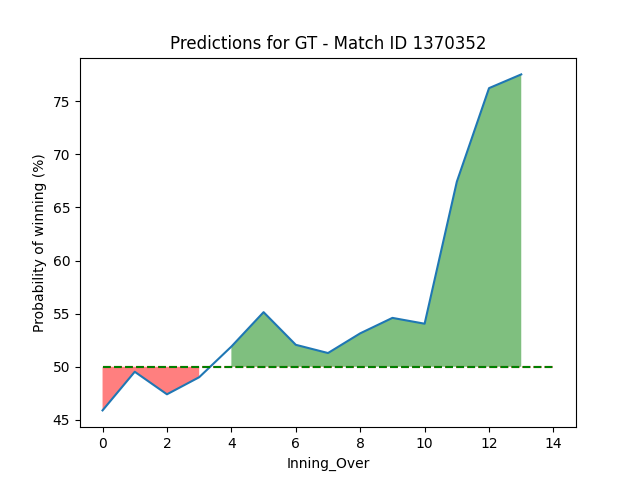 Predictions for GT - Match ID 1370352
Probability of winning (%)
75
70
65
60
55
50
45
0 2 4 6 8 10 12 14
Inning_Over